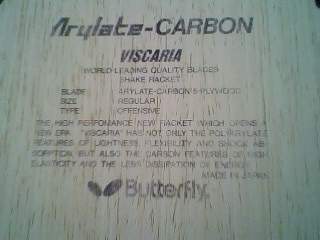 Arylate-CARBON
VISCARIA
WORLD LEADING QUALITY BLADES
SHAKE RACKET
BLADE : ARYLATE-CARBON 5-PLYWOOD
SIZE : REGULAR
TYPE : OFFENSIVE
THE HIGH PERFOMANCE NEW RACKET WHICH OPENS A
NEW ERA. "VISCARIA" HAS NOT ONLY THE POLYARYLATE
FEATURES OF LIGHTNESS, FLEXIBILITY AND SHOCK AB-
SORPTION, BUT ALSO THE CARBON FEATURES OF HIGH
ELASTICITY AND THE LESS DISSIPATION OF ENERGY.
MADE IN JAPAN
Butterfly